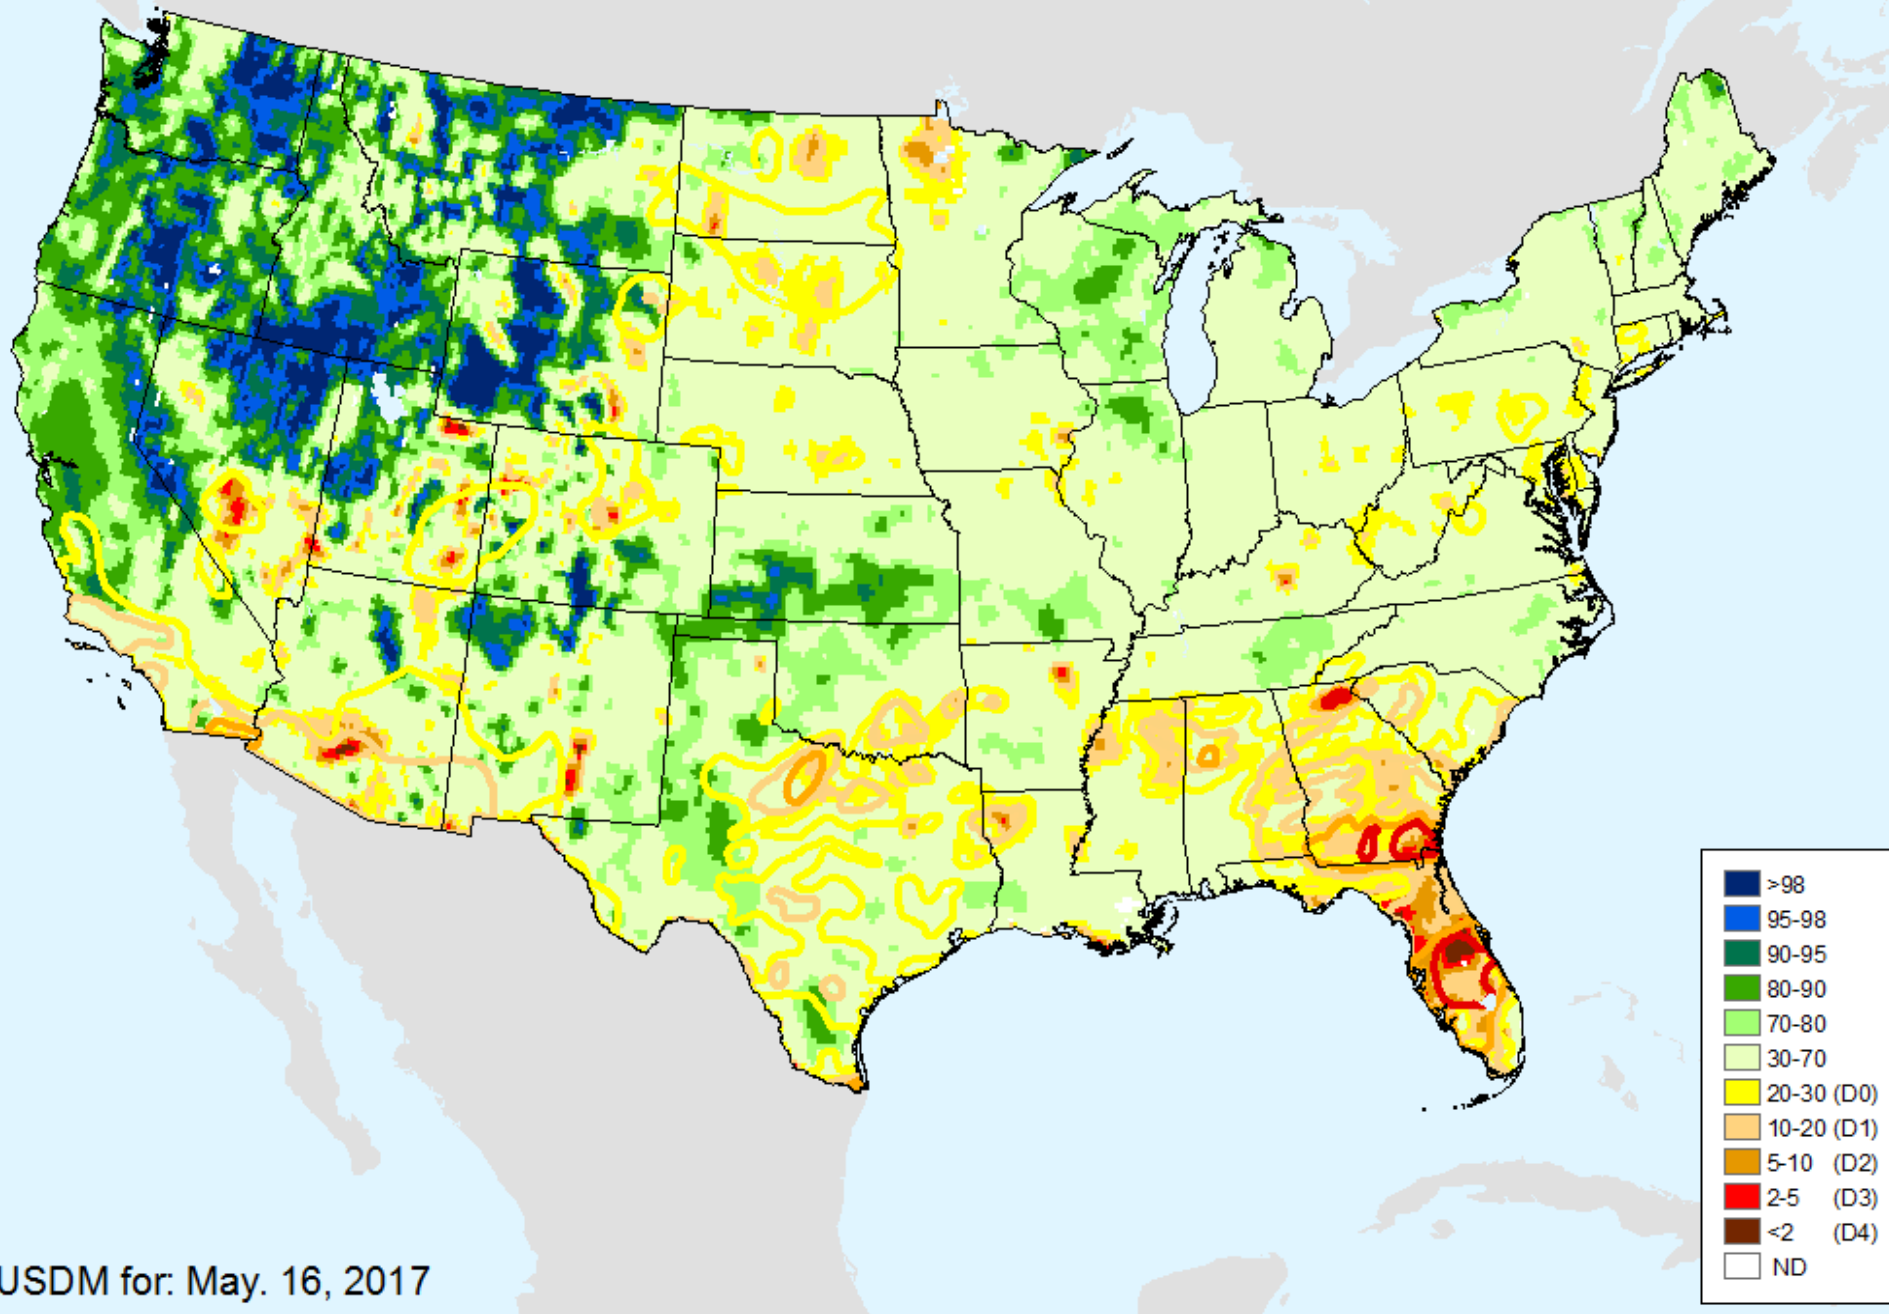 >98
95-98
90-95
80-90
70-80
30-70
20-30 (D0)
10-20 (D1)
5-10 (D2)
2-5 (D3)
<2 (D4)
ND
USDM for: May. 16, 2017